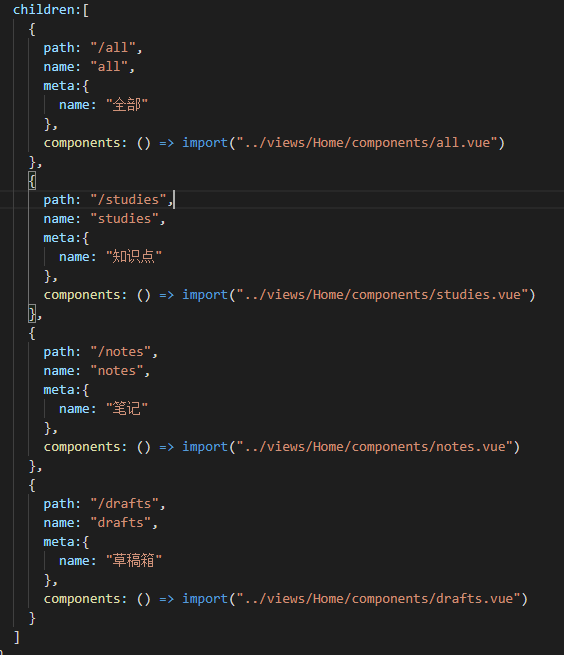 children:[
{
path: "/all",
name: "all",
meta:{
name: "全部"
},
components: () => import("../views/Home/components/all.vue")
},
{
path: "/studies",
name: "studies",
meta:{
name: "知识点"
},
components: () => import("../views/Home/components/studies.vue")
},
{
path: "/notes",
name: "notes",
meta:{
name: "笔记"
},
components: () => import("../views/Home/components/notes.vue")
},
{
path: "/drafts",
name: "drafts",
meta:{
name: "草稿箱"
},
components: () => import("../views/Home/components/drafts.vue")
}
]